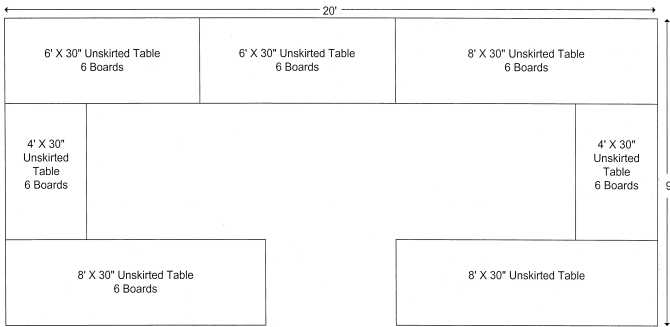 20'
6' X 30" Unskirted Table
6 Boards
6' X 30" Unskirted Table
6 Boards
8' X 30" Unskirted Table
6 Boards
4' X 30"
Unskirted
Table
6 Boards
4' X 30"
Unskirted
Table
6 Boards
8' X 30" Unskirted Table
6 Boards
8' X 30" Unskirted Table